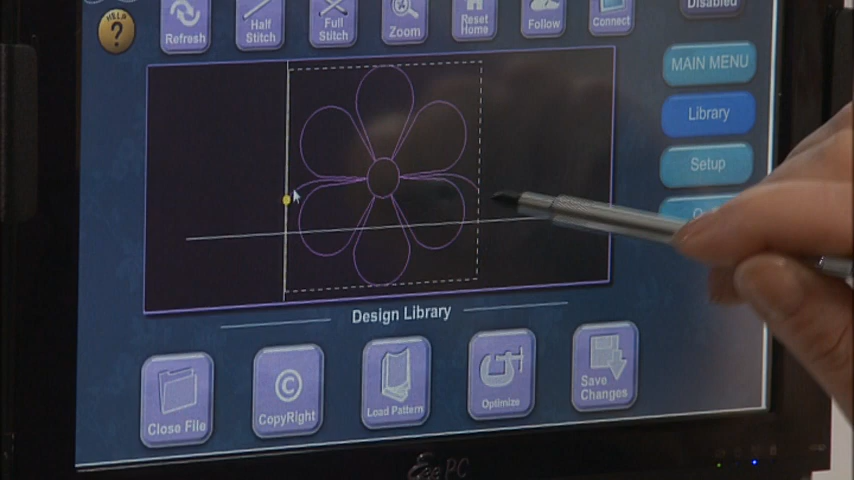 HELP
?
Refresh
Half
Stitch
Full
Stitch
Zoom
Reset
Home
Follow
Connect
Disabled
MAIN MENU
Library
Setup
Design Library
Close File
©
CopyRight
Load Pattern
Optimize
Save
Changes
Eee PC